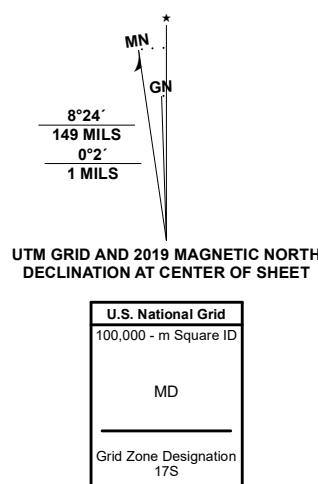 ★
MN
GN
8°24´
149 MILS
0°2´
1 MILS
UTM GRID AND 2019 MAGNETIC NORTH
DECLINATION AT CENTER OF SHEET
U.S. National Grid
100,000 - m Square ID
MD
Grid Zone Designation
17S